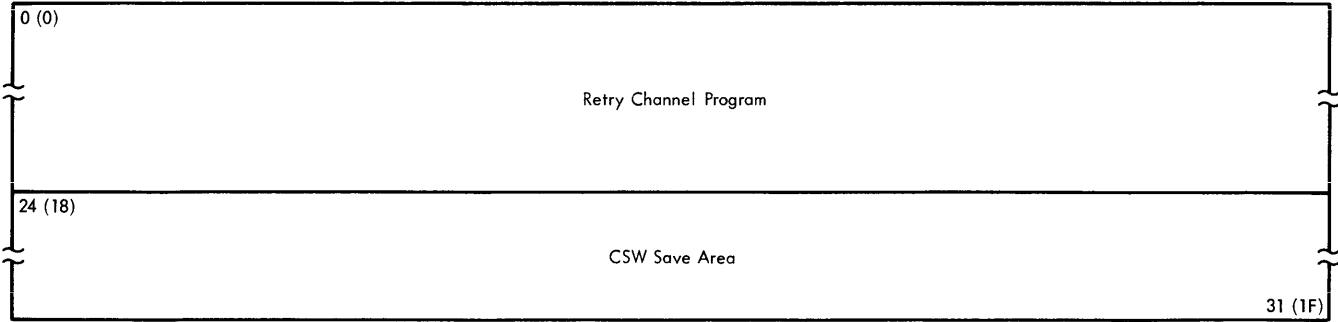 0 (0)
Retry Channel Program
24 (18)
CSW Save Area
31 (1F)